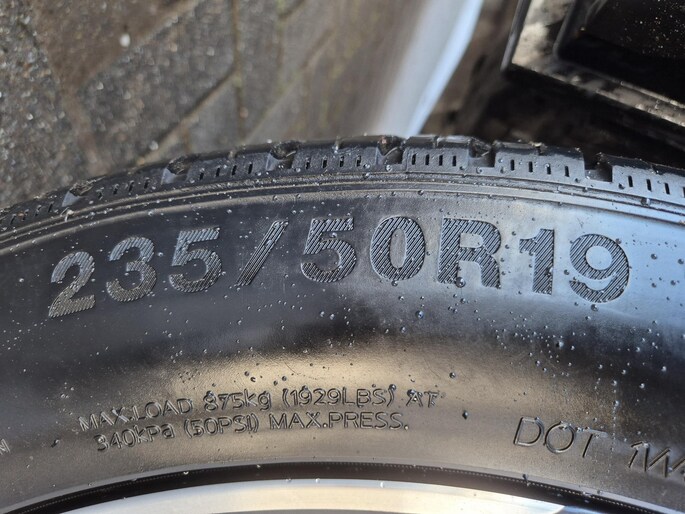 235/50R19
MAX.LOAD 875kg (1929LBS) AT
340kPa (50PSI) MAX.PRESS.
DOT